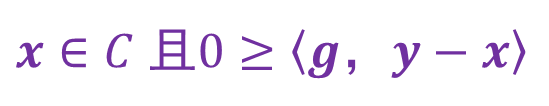 x ∈ C 且0 ≥ ⟨g, y − x⟩